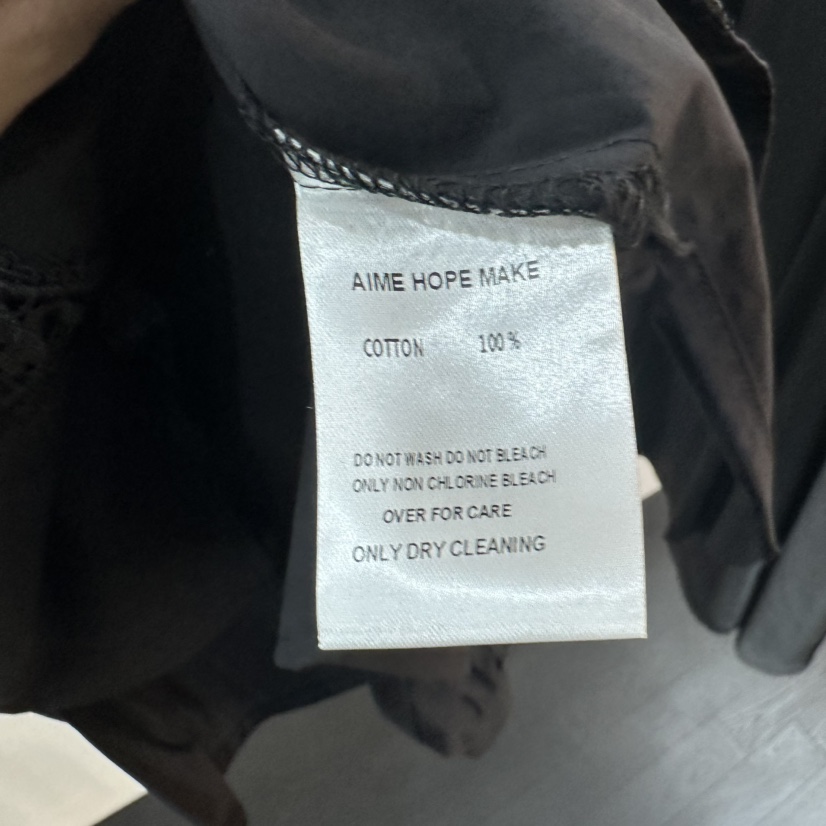 AIME HOPE MAKE
COTTON 100%
DO NOT WASH DO NOT BLEACH
ONLY NON CHLORINE BLEACH
OVER FOR CARE
ONLY DRY CLEANING